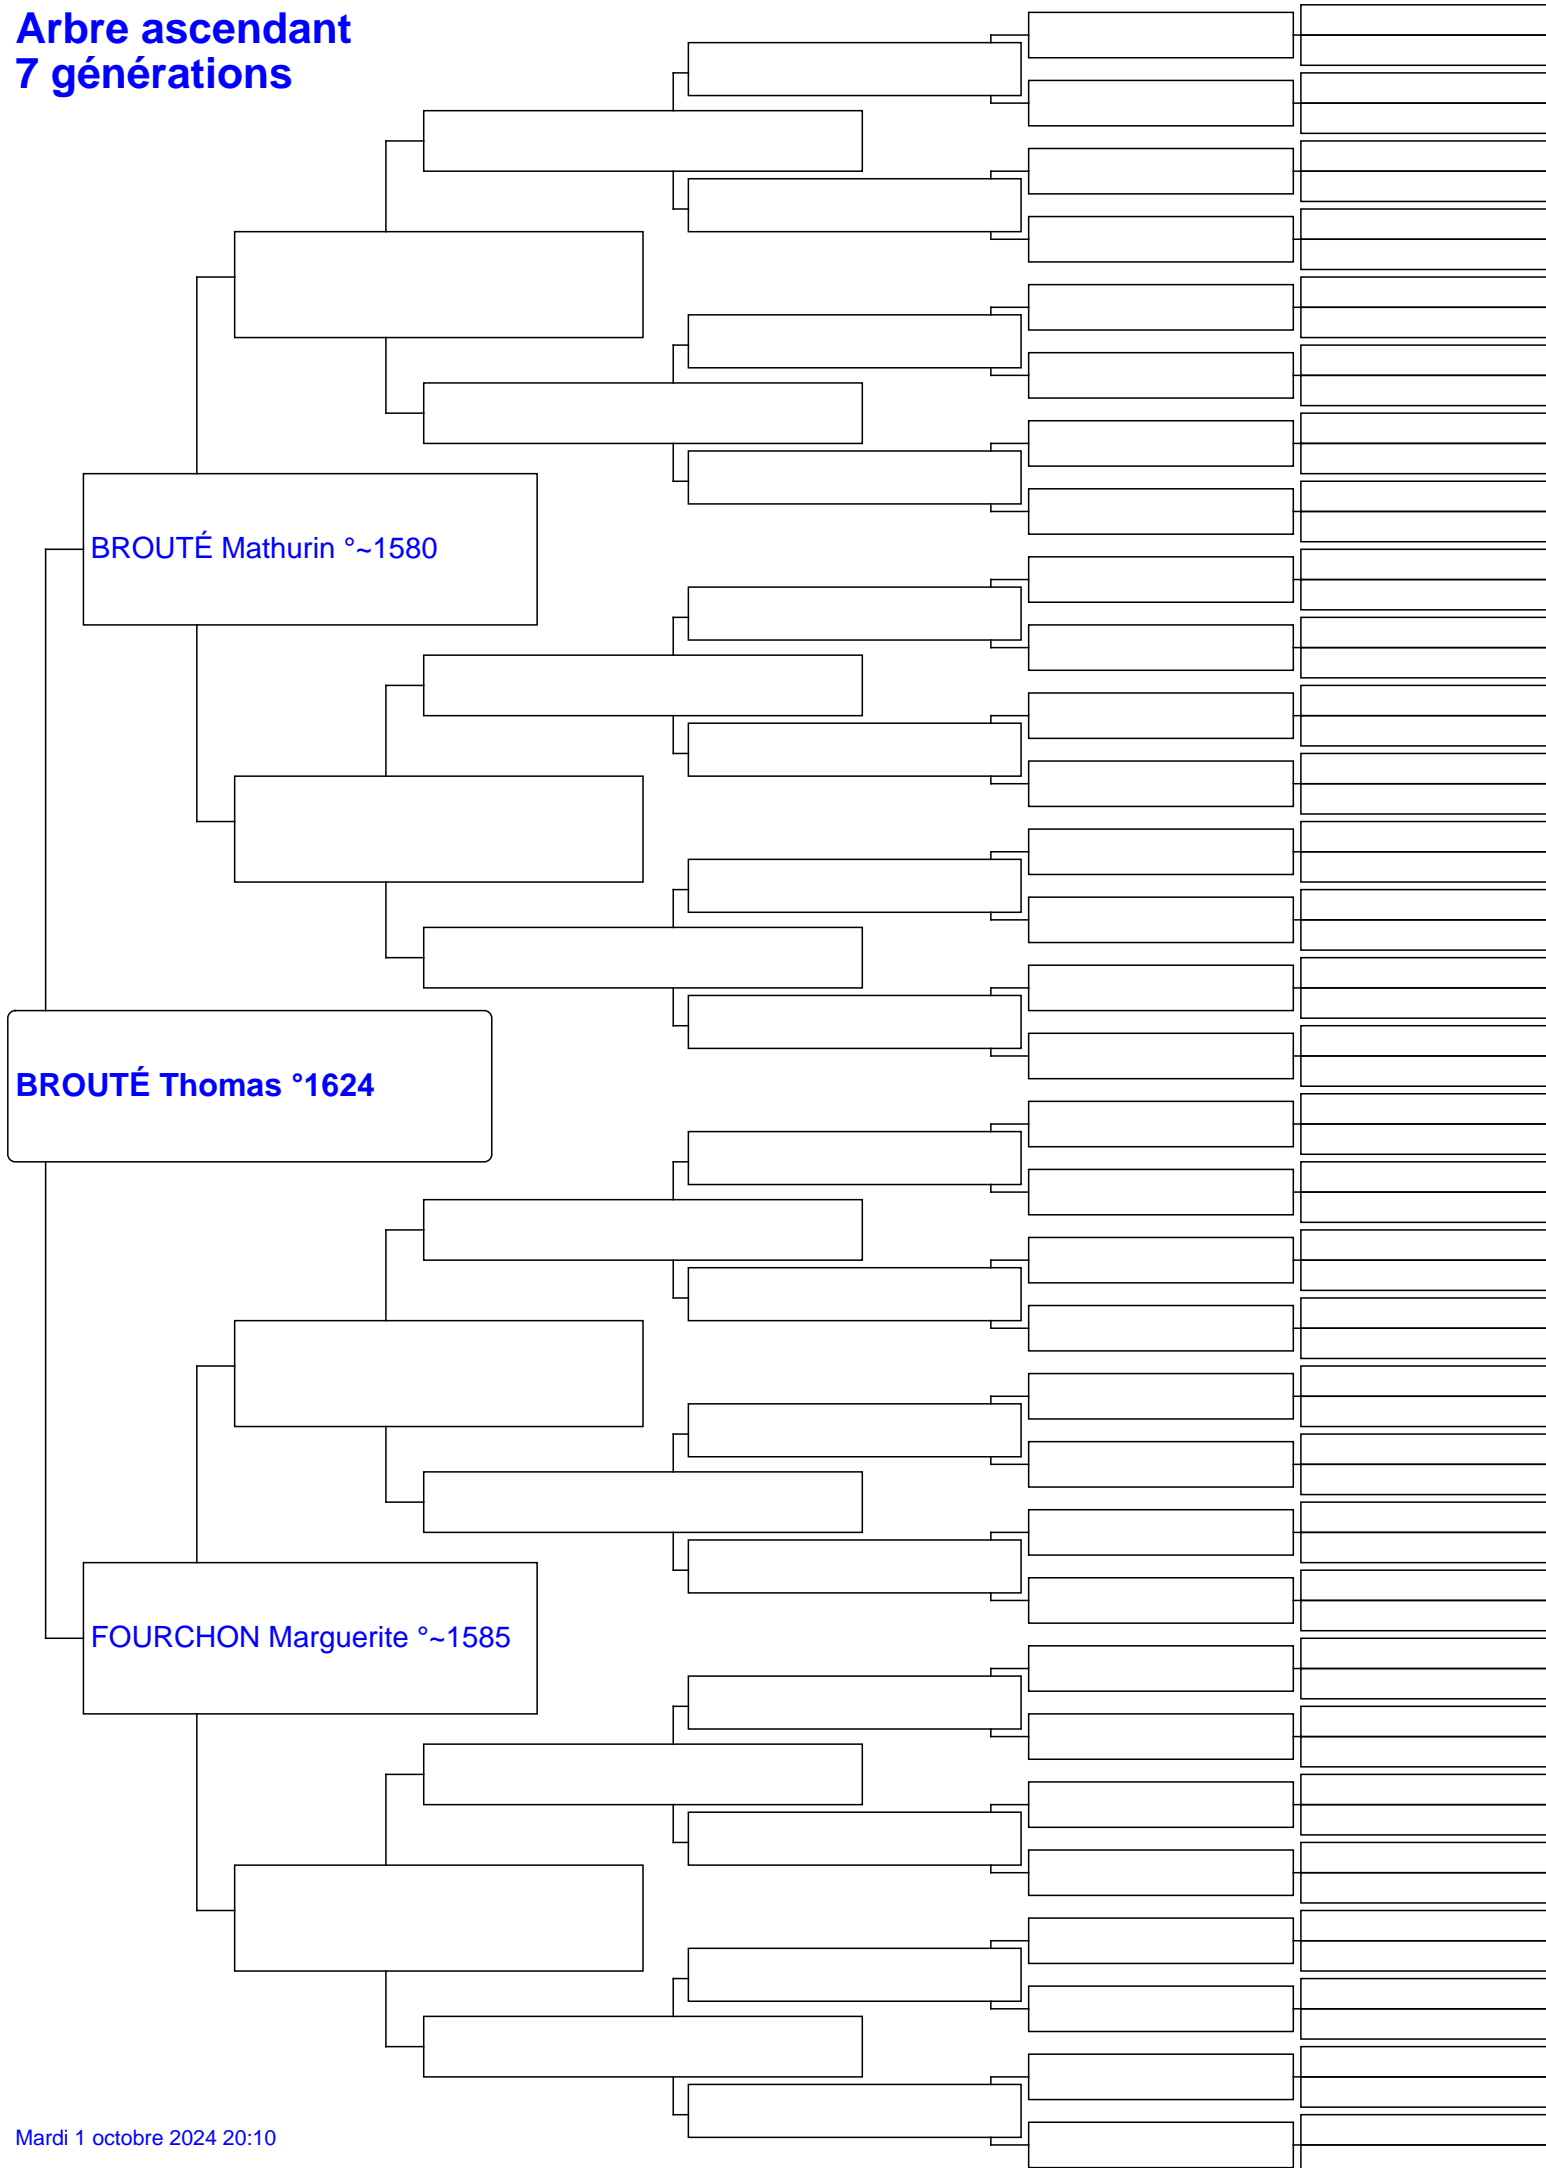 Arbre ascendant
7 générations
BROUTÉ Mathurin °~1580
BROUTÉ Thomas °1624
FOURCHON Marguerite °~1585
Mardi 1 octobre 2024 20:10